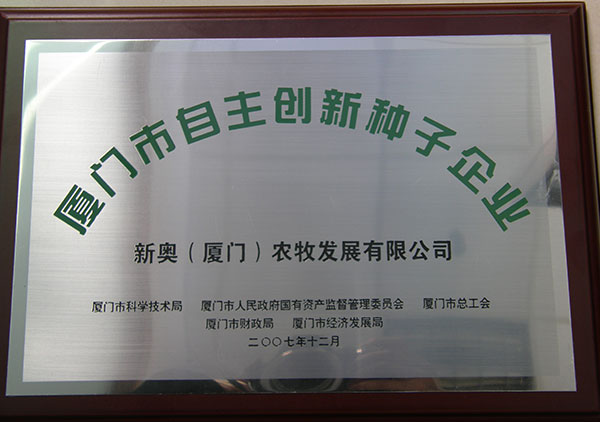 厦门市自主创新种子企业
新奥（厦门）农牧发展有限公司
厦门市科学技术局 厦门市人民政府国有资产监督管理委员会 厦门市总工会
厦门市财政局 厦门市经济发展局
二〇〇七年十二月